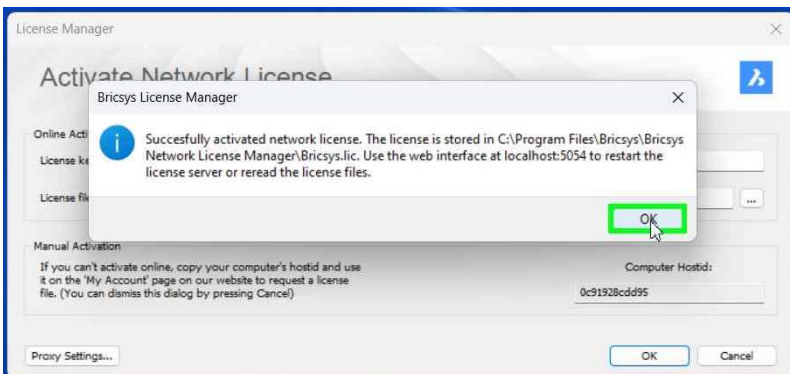 License Manager
Activate Network License
Bricsys License Manager
Online Acti
Succesfully activated network license. The license is stored in C:\Program Files\Bricsys\Bricsys
License ke
Network License Manager\Bricsys.lic. Use the web interface at localhost:5054 to restart the
license server or reread the license files.
License file
...
OK
Manual Activation
If you can't activate online, copy your computer's hostid and use
it on the 'My Account' page on our website to request a license
file. (You can dismiss this dialog by pressing Cancel)
Computer Hostid:
0c91928cdd95
Proxy Settings...
OK
Cancel